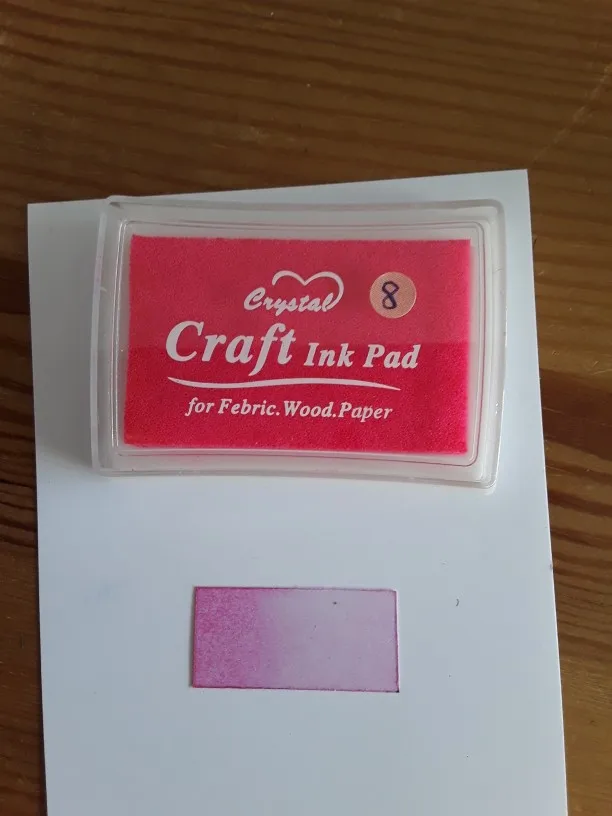 Crystal
8
Craft Ink Pad
for Febric.Wood.Paper